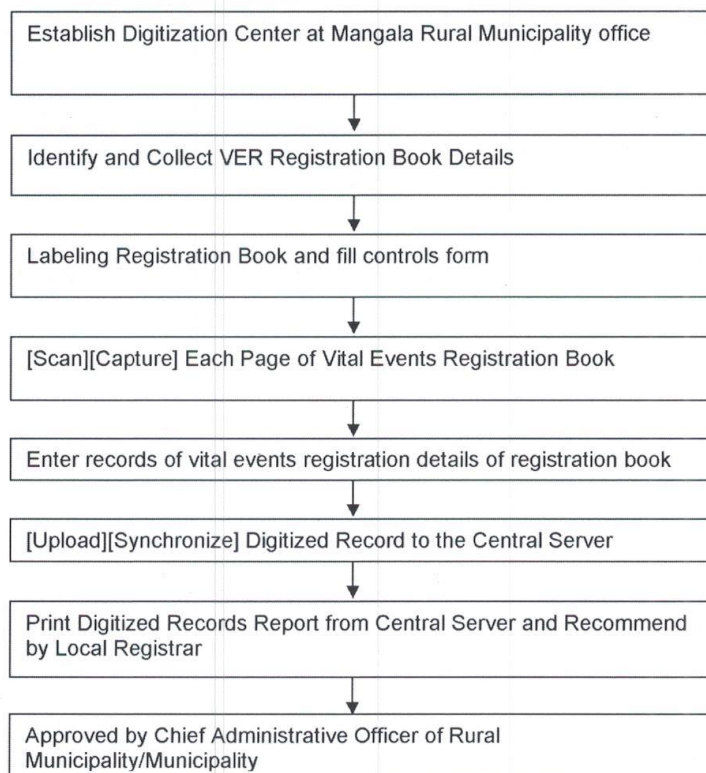 Establish Digitization Center at Mangala Rural Municipality office
Identify and Collect VER Registration Book Details
Labeling Registration Book and fill controls form
[Scan][Capture] Each Page of Vital Events Registration Book
Enter records of vital events registration details of registration book
[Upload][Synchronize] Digitized Record to the Central Server
Print Digitized Records Report from Central Server and Recommend
by Local Registrar
Approved by Chief Administrative Officer of Rural
Municipality/Municipality